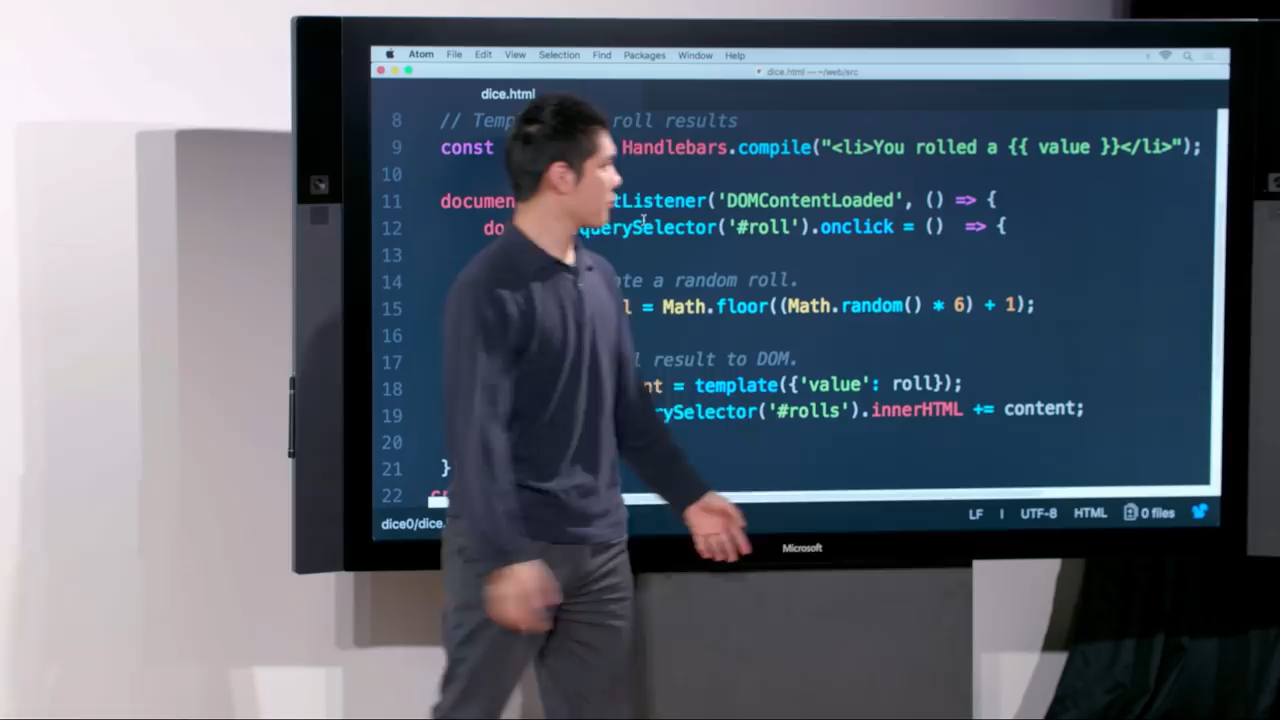 Atom File Edit View Selection Find Packages Window Help
dice.html — ~/web/src
dice.html
8 // Temp roll results
9 const Handlebars.compile("<li>You rolled a {{ value }}</li>");
10
11 documen tListener('DOMContentLoaded', () => {
12 do querySelector('#roll').onclick = () => {
13
14 ate a random roll.
15 l = Math.floor((Math.random() * 6) + 1);
16
17 l result to DOM.
18 nt = template({'value': roll});
19 rySelector('#rolls').innerHTML += content;
20
21 }
22
dice0/dice. LF UTF-8 HTML 0 files
Microsoft